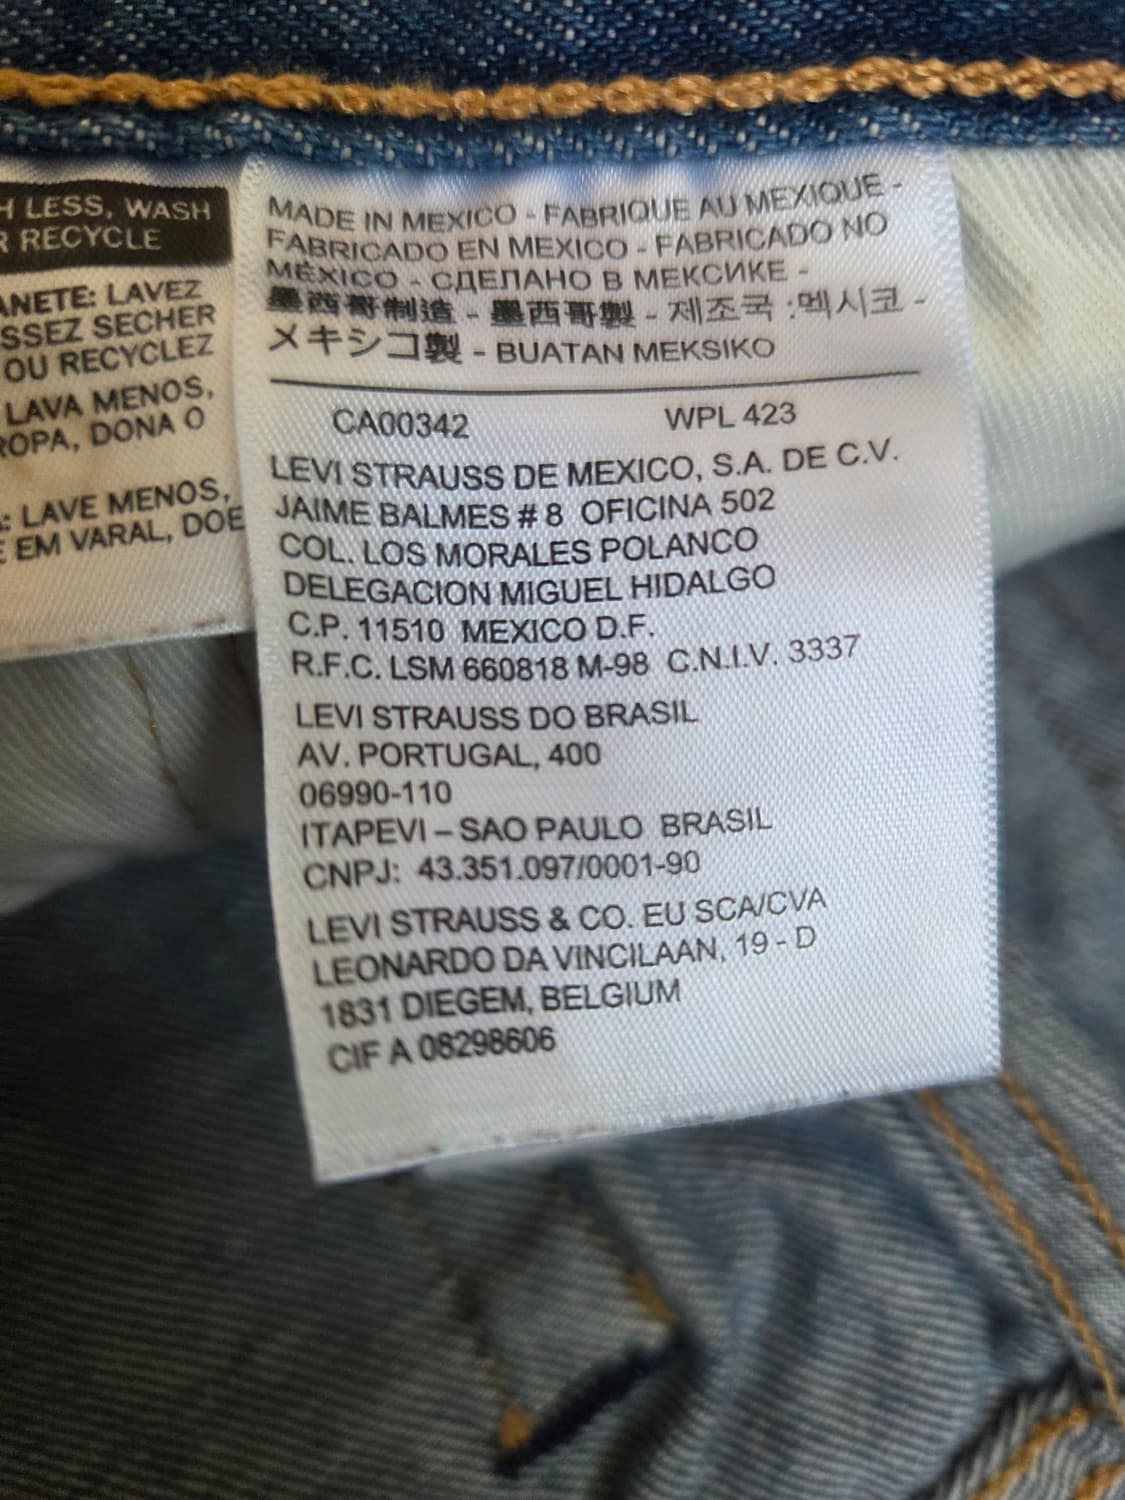 H LESS, WASH
R RECYCLE
ANETE: LAVEZ
SSEZ SECHER
OU RECYCLEZ
LAVA MENOS,
ROPA, DONA O
: LAVE MENOS,
E EM VARAL, DOE
MADE IN MEXICO - FABRIQUE AU MEXIQUE -
FABRICADO EN MEXICO - FABRICADO NO
MÉXICO - СДЕЛАНО В МЕКСИКЕ -
墨西哥制造 - 墨西哥製 - 제조국 :멕시코 -
メキシコ製 - BUATAN MEKSIKO
CA00342 WPL 423
LEVI STRAUSS DE MEXICO, S.A. DE C.V.
JAIME BALMES # 8 OFICINA 502
COL. LOS MORALES POLANCO
DELEGACION MIGUEL HIDALGO
C.P. 11510 MEXICO D.F.
R.F.C. LSM 660818 M-98 C.N.I.V. 3337
LEVI STRAUSS DO BRASIL
AV. PORTUGAL, 400
06990-110
ITAPEVI – SAO PAULO BRASIL
CNPJ: 43.351.097/0001-90
LEVI STRAUSS & CO. EU SCA/CVA
LEONARDO DA VINCILAAN, 19 - D
1831 DIEGEM, BELGIUM
CIF A 08298606